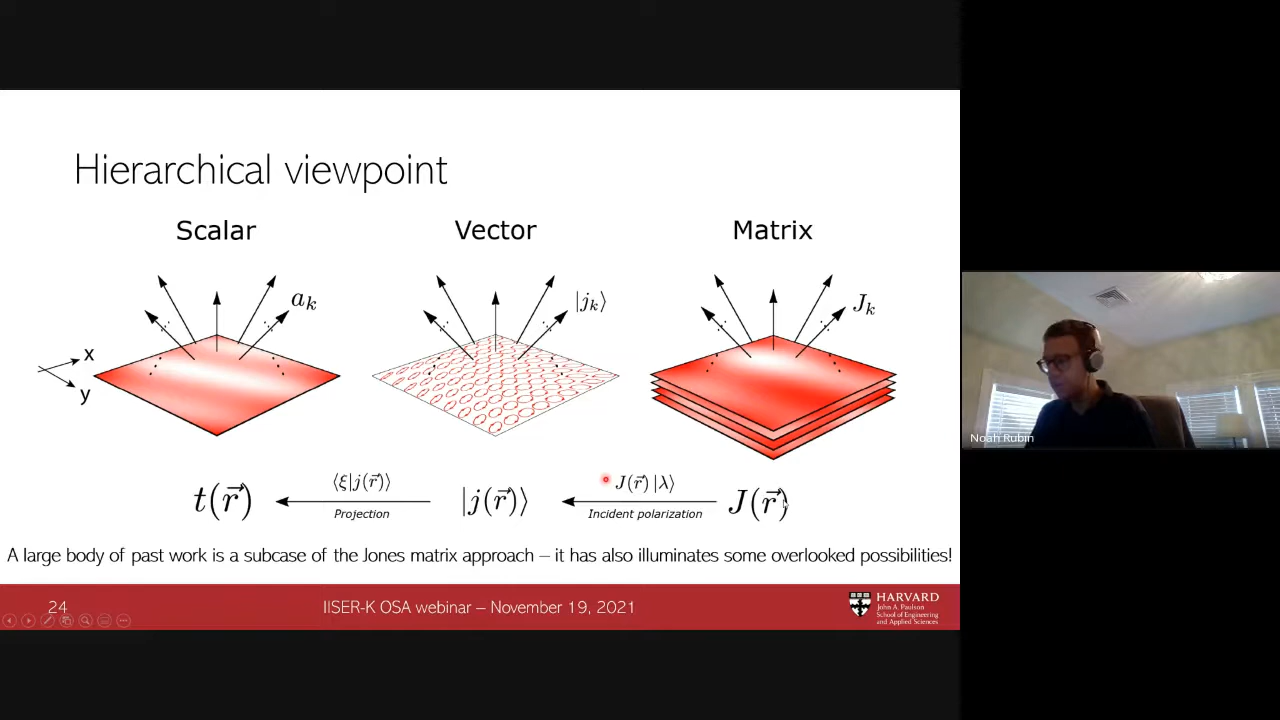 Hierarchical viewpoint
Scalar
Vector
Matrix
a_k
|j_k⟩
J_k
x
y
⟨ξ|j(r⃗)⟩
J(r⃗)|λ⟩
t(r⃗)
|j(r⃗)⟩
J(r⃗)
Projection
Incident polarization
A large body of past work is a subcase of the Jones matrix approach – it has also illuminates some overlooked possibilities!
24
IISER-K OSA webinar – November 19, 2021
HARVARD
John A. Paulson
School of Engineering
and Applied Sciences
Noah Rubin